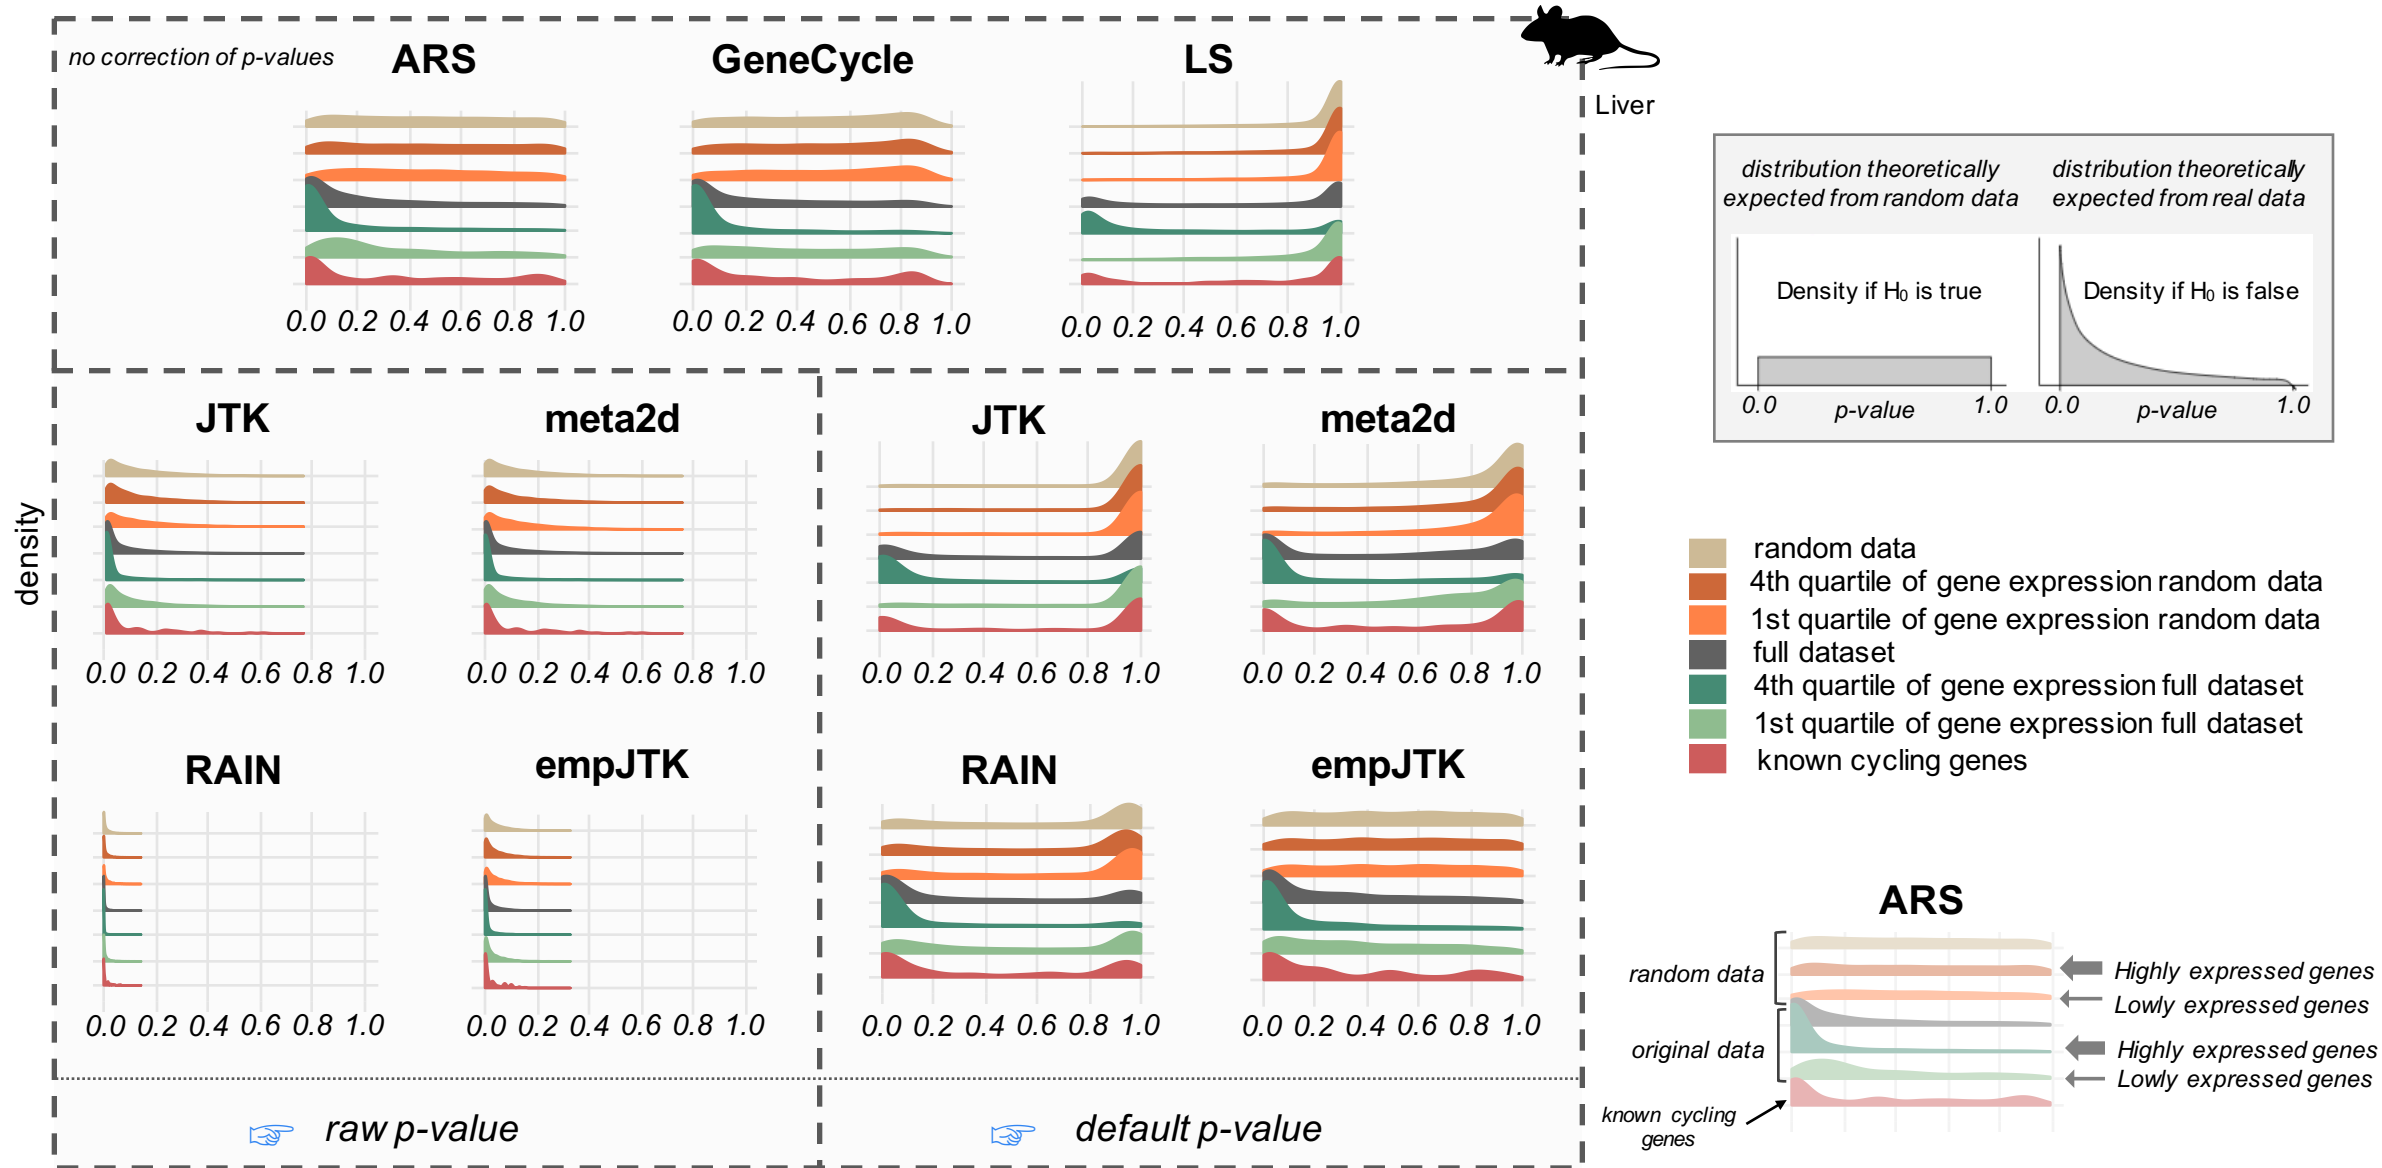 no correction of p-values
ARS
GeneCycle
LS
Liver
0.0 0.2 0.4 0.6 0.8 1.0
0.0 0.2 0.4 0.6 0.8 1.0
0.0 0.2 0.4 0.6 0.8 1.0
density
JTK
meta2d
JTK
meta2d
0.0 0.2 0.4 0.6 0.8 1.0
0.0 0.2 0.4 0.6 0.8 1.0
0.0 0.2 0.4 0.6 0.8 1.0
0.0 0.2 0.4 0.6 0.8 1.0
RAIN
empJTK
RAIN
empJTK
0.0 0.2 0.4 0.6 0.8 1.0
0.0 0.2 0.4 0.6 0.8 1.0
0.0 0.2 0.4 0.6 0.8 1.0
0.0 0.2 0.4 0.6 0.8 1.0
raw p-value
default p-value
distribution theoretically
expected from random data
Density if H₀ is true
0.0 p-value 1.0
distribution theoretically
expected from real data
Density if H₀ is false
0.0 p-value 1.0
random data
4th quartile of gene expression random data
1st quartile of gene expression random data
full dataset
4th quartile of gene expression full dataset
1st quartile of gene expression full dataset
known cycling genes
ARS
random data
Highly expressed genes
Lowly expressed genes
original data
Highly expressed genes
Lowly expressed genes
known cycling
genes